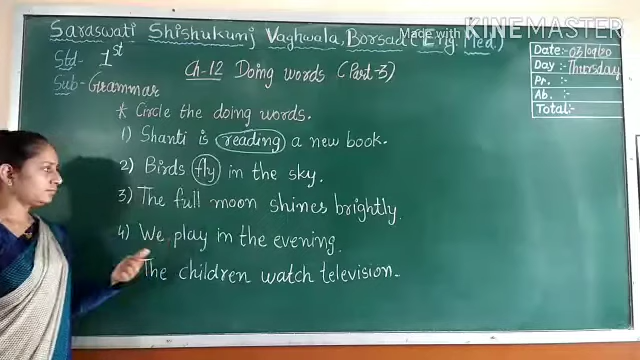 Made with KINEMASTER
Saraswati Shishukunj Vaghwala, Borsad (Eng. Med.)
Std- 1st
Sub- Grammar
Ch-12 Doing words (Part-3)
Date:- 03/09/20
Day :- Thursday
Pr. :-
Ab. :-
Total:-
* Circle the doing words.
1) Shanti is reading a new book.
2) Birds fly in the sky.
3) The full moon shines brightly.
4) We play in the evening.
The children watch television.